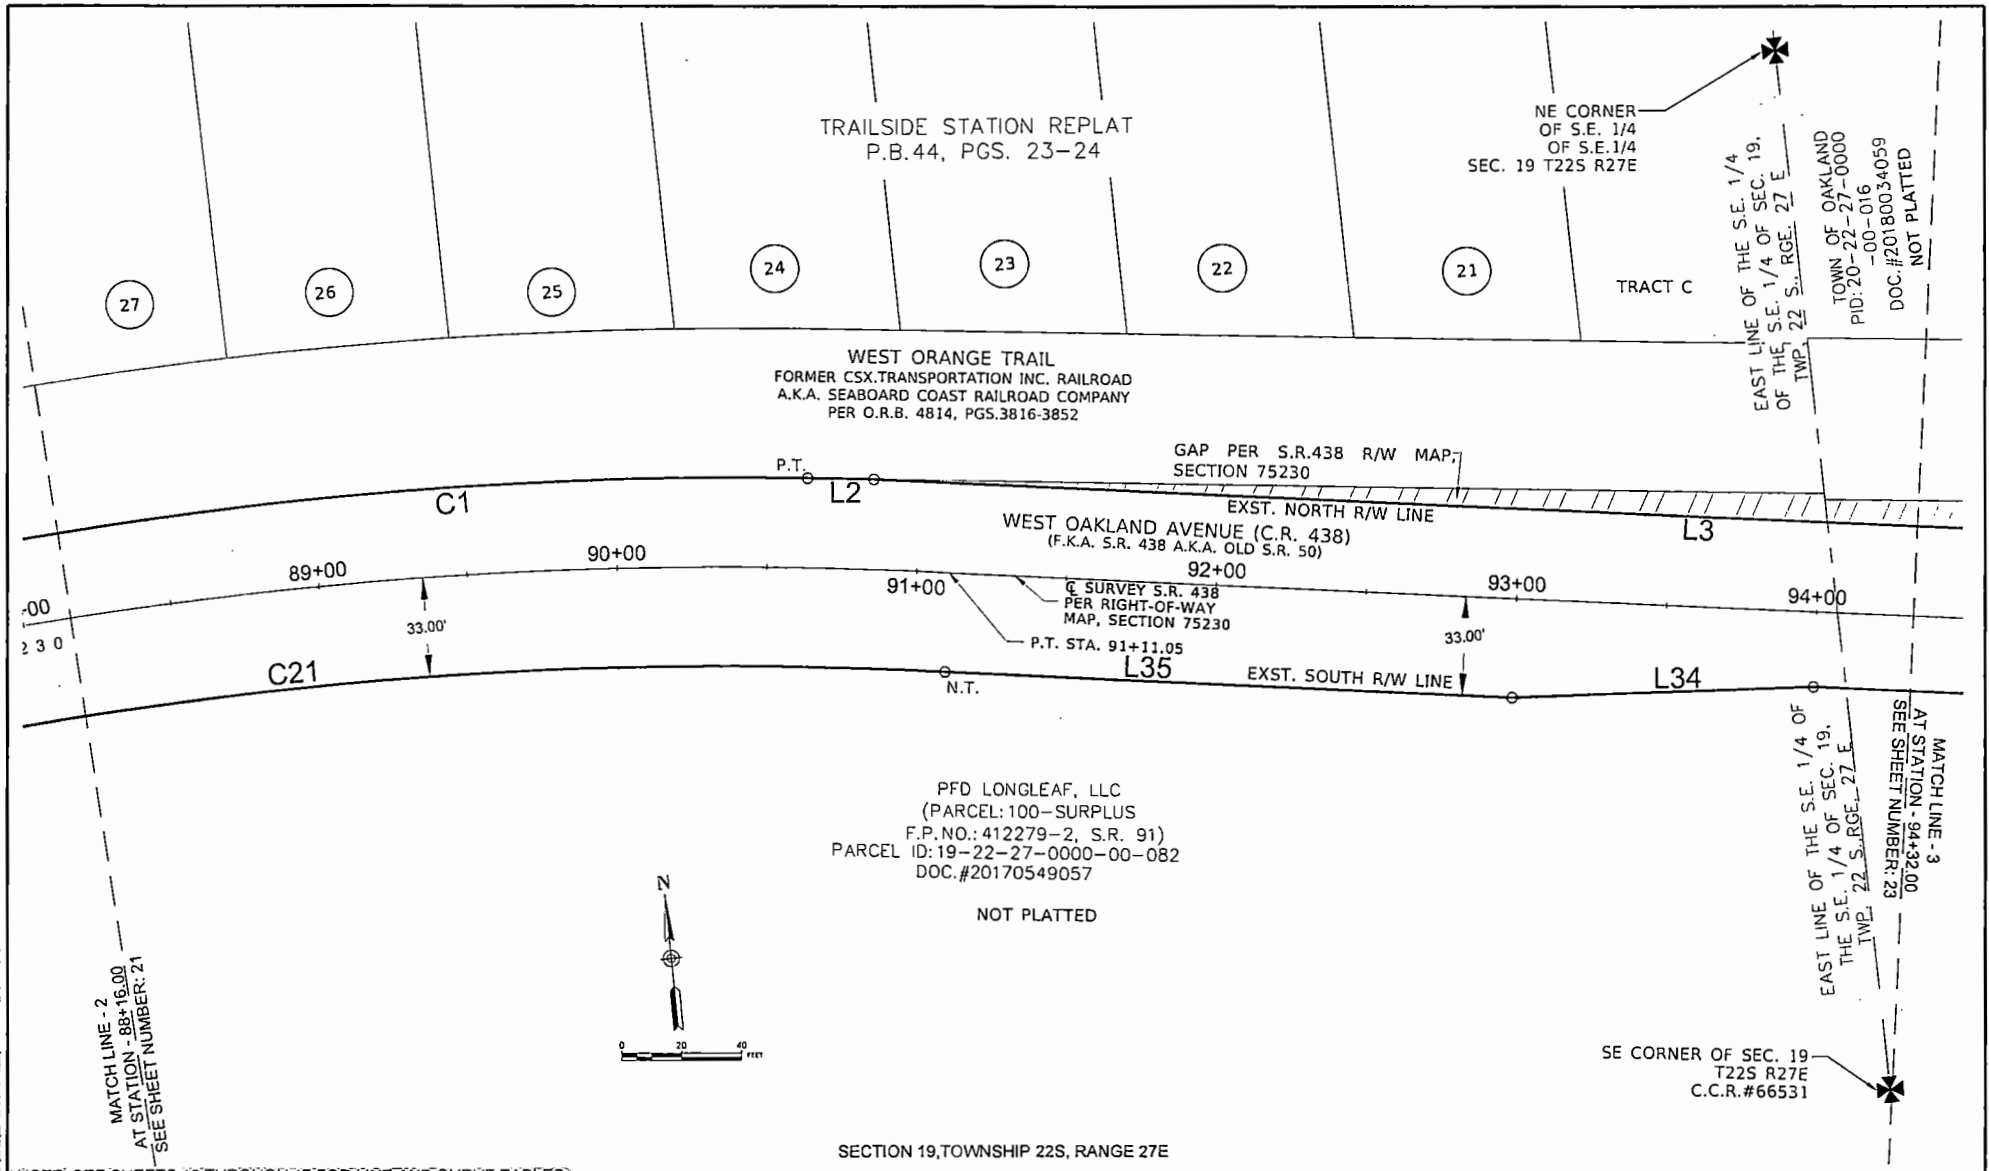 TRAILSIDE STATION REPLAT
P.B.44, PGS. 23-24
NE CORNER
OF S.E. 1/4
OF S.E.1/4
SEC. 19 T22S R27E
EAST LINE OF THE S.E. 1/4
OF THE S.E. 1/4 OF SEC. 19,
TWP. 22 S., RGE. 27 E
TOWN OF OAKLAND
PID: 20-22-27-0000
-00-016
DOC.#20180034059
NOT PLATTED
27
26
25
24
23
22
21
TRACT C
WEST ORANGE TRAIL
FORMER CSX.TRANSPORTATION INC. RAILROAD
A.K.A. SEABOARD COAST RAILROAD COMPANY
PER O.R.B. 4814, PGS.3816-3852
GAP PER S.R.438 R/W MAP,
SECTION 75230
P.T.
C1
L2
EXST. NORTH R/W LINE
L3
WEST OAKLAND AVENUE (C.R. 438)
(F.K.A. S.R. 438 A.K.A. OLD S.R. 50)
-00
89+00
90+00
91+00
92+00
93+00
94+00
2 3 0
33.00'
℄ SURVEY S.R. 438
PER RIGHT-OF-WAY
MAP, SECTION 75230
P.T. STA. 91+11.05
33.00'
C21
L35
EXST. SOUTH R/W LINE
L34
N.T.
PFD LONGLEAF, LLC
(PARCEL: 100-SURPLUS
F.P.NO.: 412279-2, S.R. 91)
PARCEL ID: 19-22-27-0000-00-082
DOC.#20170549057
NOT PLATTED
EAST LINE OF THE S.E. 1/4 OF
THE S.E. 1/4 OF SEC. 19,
TWP. 22 S., RGE. 27 E
MATCH LINE - 3
AT STATION - 94+32.00
SEE SHEET NUMBER: 23
MATCH LINE - 2
AT STATION - 88+16.00
SEE SHEET NUMBER: 21
N
0 20 40
FEET
SE CORNER OF SEC. 19
T22S R27E
C.C.R.#66531
SECTION 19,TOWNSHIP 22S, RANGE 27E